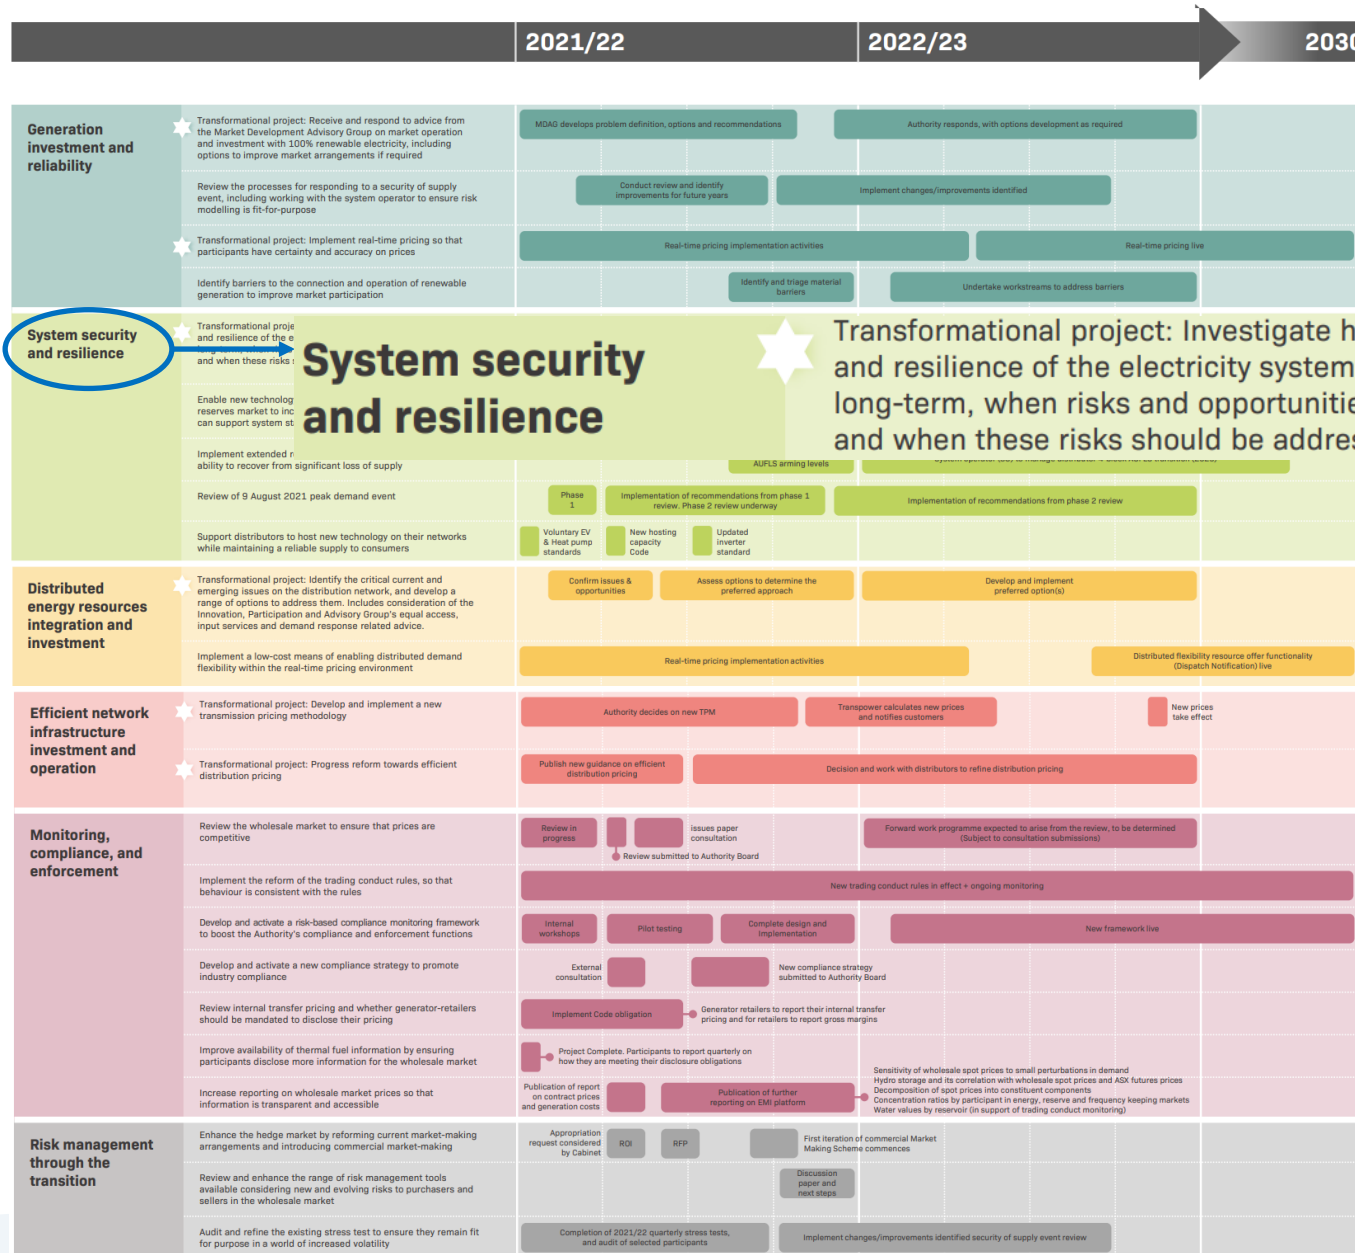 2021/22
2022/23
2030
Generation
investment and
reliability
Transformational project: Receive and respond to advice from
the Market Development Advisory Group on market operation
and investment with 100% renewable electricity, including
options to improve market arrangements if required
MDAG develops problem definition, options and recommendations
Authority responds, with options development as required
Review the processes for responding to a security of supply
event, including working with the system operator to ensure risk
modelling is fit-for-purpose
Conduct review and identify
improvements for future years
Implement changes/improvements identified
Transformational project: Implement real-time pricing so that
participants have certainty and accuracy on prices
Real-time pricing implementation activities
Real-time pricing live
Identify barriers to the connection and operation of renewable
generation to improve market participation
Identify and triage material
barriers
Undertake workstreams to address barriers
System security
and resilience
Transformational proje
and resilience of the e
and when these risks
System security
and resilience
Transformational project: Investigate h
and resilience of the electricity system
long-term, when risks and opportunitie
and when these risks should be addres
Enable new technolog
reserves market to inc
can support system st
Implement extended r
ability to recover from significant loss of supply
AUFLS arming levels
Review of 9 August 2021 peak demand event
Phase
1
Implementation of recommendations from phase 1
review. Phase 2 review underway
Implementation of recommendations from phase 2 review
Support distributors to host new technology on their networks
while maintaining a reliable supply to consumers
Voluntary EV
& Heat pump
standards
New hosting
capacity
Code
Updated
inverter
standard
Distributed
energy resources
integration and
investment
Transformational project: Identify the critical current and
emerging issues on the distribution network, and develop a
range of options to address them. Includes consideration of the
Innovation, Participation and Advisory Group's equal access,
input services and demand response related advice.
Confirm issues &
opportunities
Assess options to determine the
preferred approach
Develop and implement
preferred option(s)
Implement a low-cost means of enabling distributed demand
flexibility within the real-time pricing environment
Real-time pricing implementation activities
Distributed flexibility resource offer functionality
(Dispatch Notification) live
Efficient network
infrastructure
investment and
operation
Transformational project: Develop and implement a new
transmission pricing methodology
Authority decides on new TPM
Transpower calculates new prices
and notifies customers
New prices
take effect
Transformational project: Progress reform towards efficient
distribution pricing
Publish new guidance on efficient
distribution pricing
Decision and work with distributors to refine distribution pricing
Monitoring,
compliance, and
enforcement
Review the wholesale market to ensure that prices are
competitive
Review in
progress
issues paper
consultation
Review submitted to Authority Board
Forward work programme expected to arise from the review, to be determined
(Subject to consultation submissions)
Implement the reform of the trading conduct rules, so that
behaviour is consistent with the rules
New trading conduct rules in effect + ongoing monitoring
Develop and activate a risk-based compliance monitoring framework
to boost the Authority's compliance and enforcement functions
Internal
workshops
Pilot testing
Complete design and
Implementation
New framework live
Develop and activate a new compliance strategy to promote
industry compliance
External
consultation
New compliance strategy
submitted to Authority Board
Review internal transfer pricing and whether generator-retailers
should be mandated to disclose their pricing
Implement Code obligation
Generator retailers to report their internal transfer
pricing and for retailers to report gross margins
Improve availability of thermal fuel information by ensuring
participants disclose more information for the wholesale market
Project Complete. Participants to report quarterly on
how they are meeting their disclosure obligations
Increase reporting on wholesale market prices so that
information is transparent and accessible
Publication of report
on contract prices
and generation costs
Publication of further
reporting on EMI platform
Sensitivity of wholesale spot prices to small perturbations in demand
Hydro storage and its correlation with wholesale spot prices and ASX futures prices
Decomposition of spot prices into constituent components
Concentration ratios by participant in energy, reserve and frequency keeping markets
Water values by reservoir (in support of trading conduct monitoring)
Risk management
through the
transition
Enhance the hedge market by reforming current market-making
arrangements and introducing commercial market-making
Appropriation
request considered
by Cabinet
ROI
RFP
First iteration of commercial Market
Making Scheme commences
Review and enhance the range of risk management tools
available considering new and evolving risks to purchasers and
sellers in the wholesale market
Discussion
paper and
next steps
Audit and refine the existing stress test to ensure they remain fit
for purpose in a world of increased volatility
Completion of 2021/22 quarterly stress tests,
and audit of selected participants
Implement changes/improvements identified security of supply event review